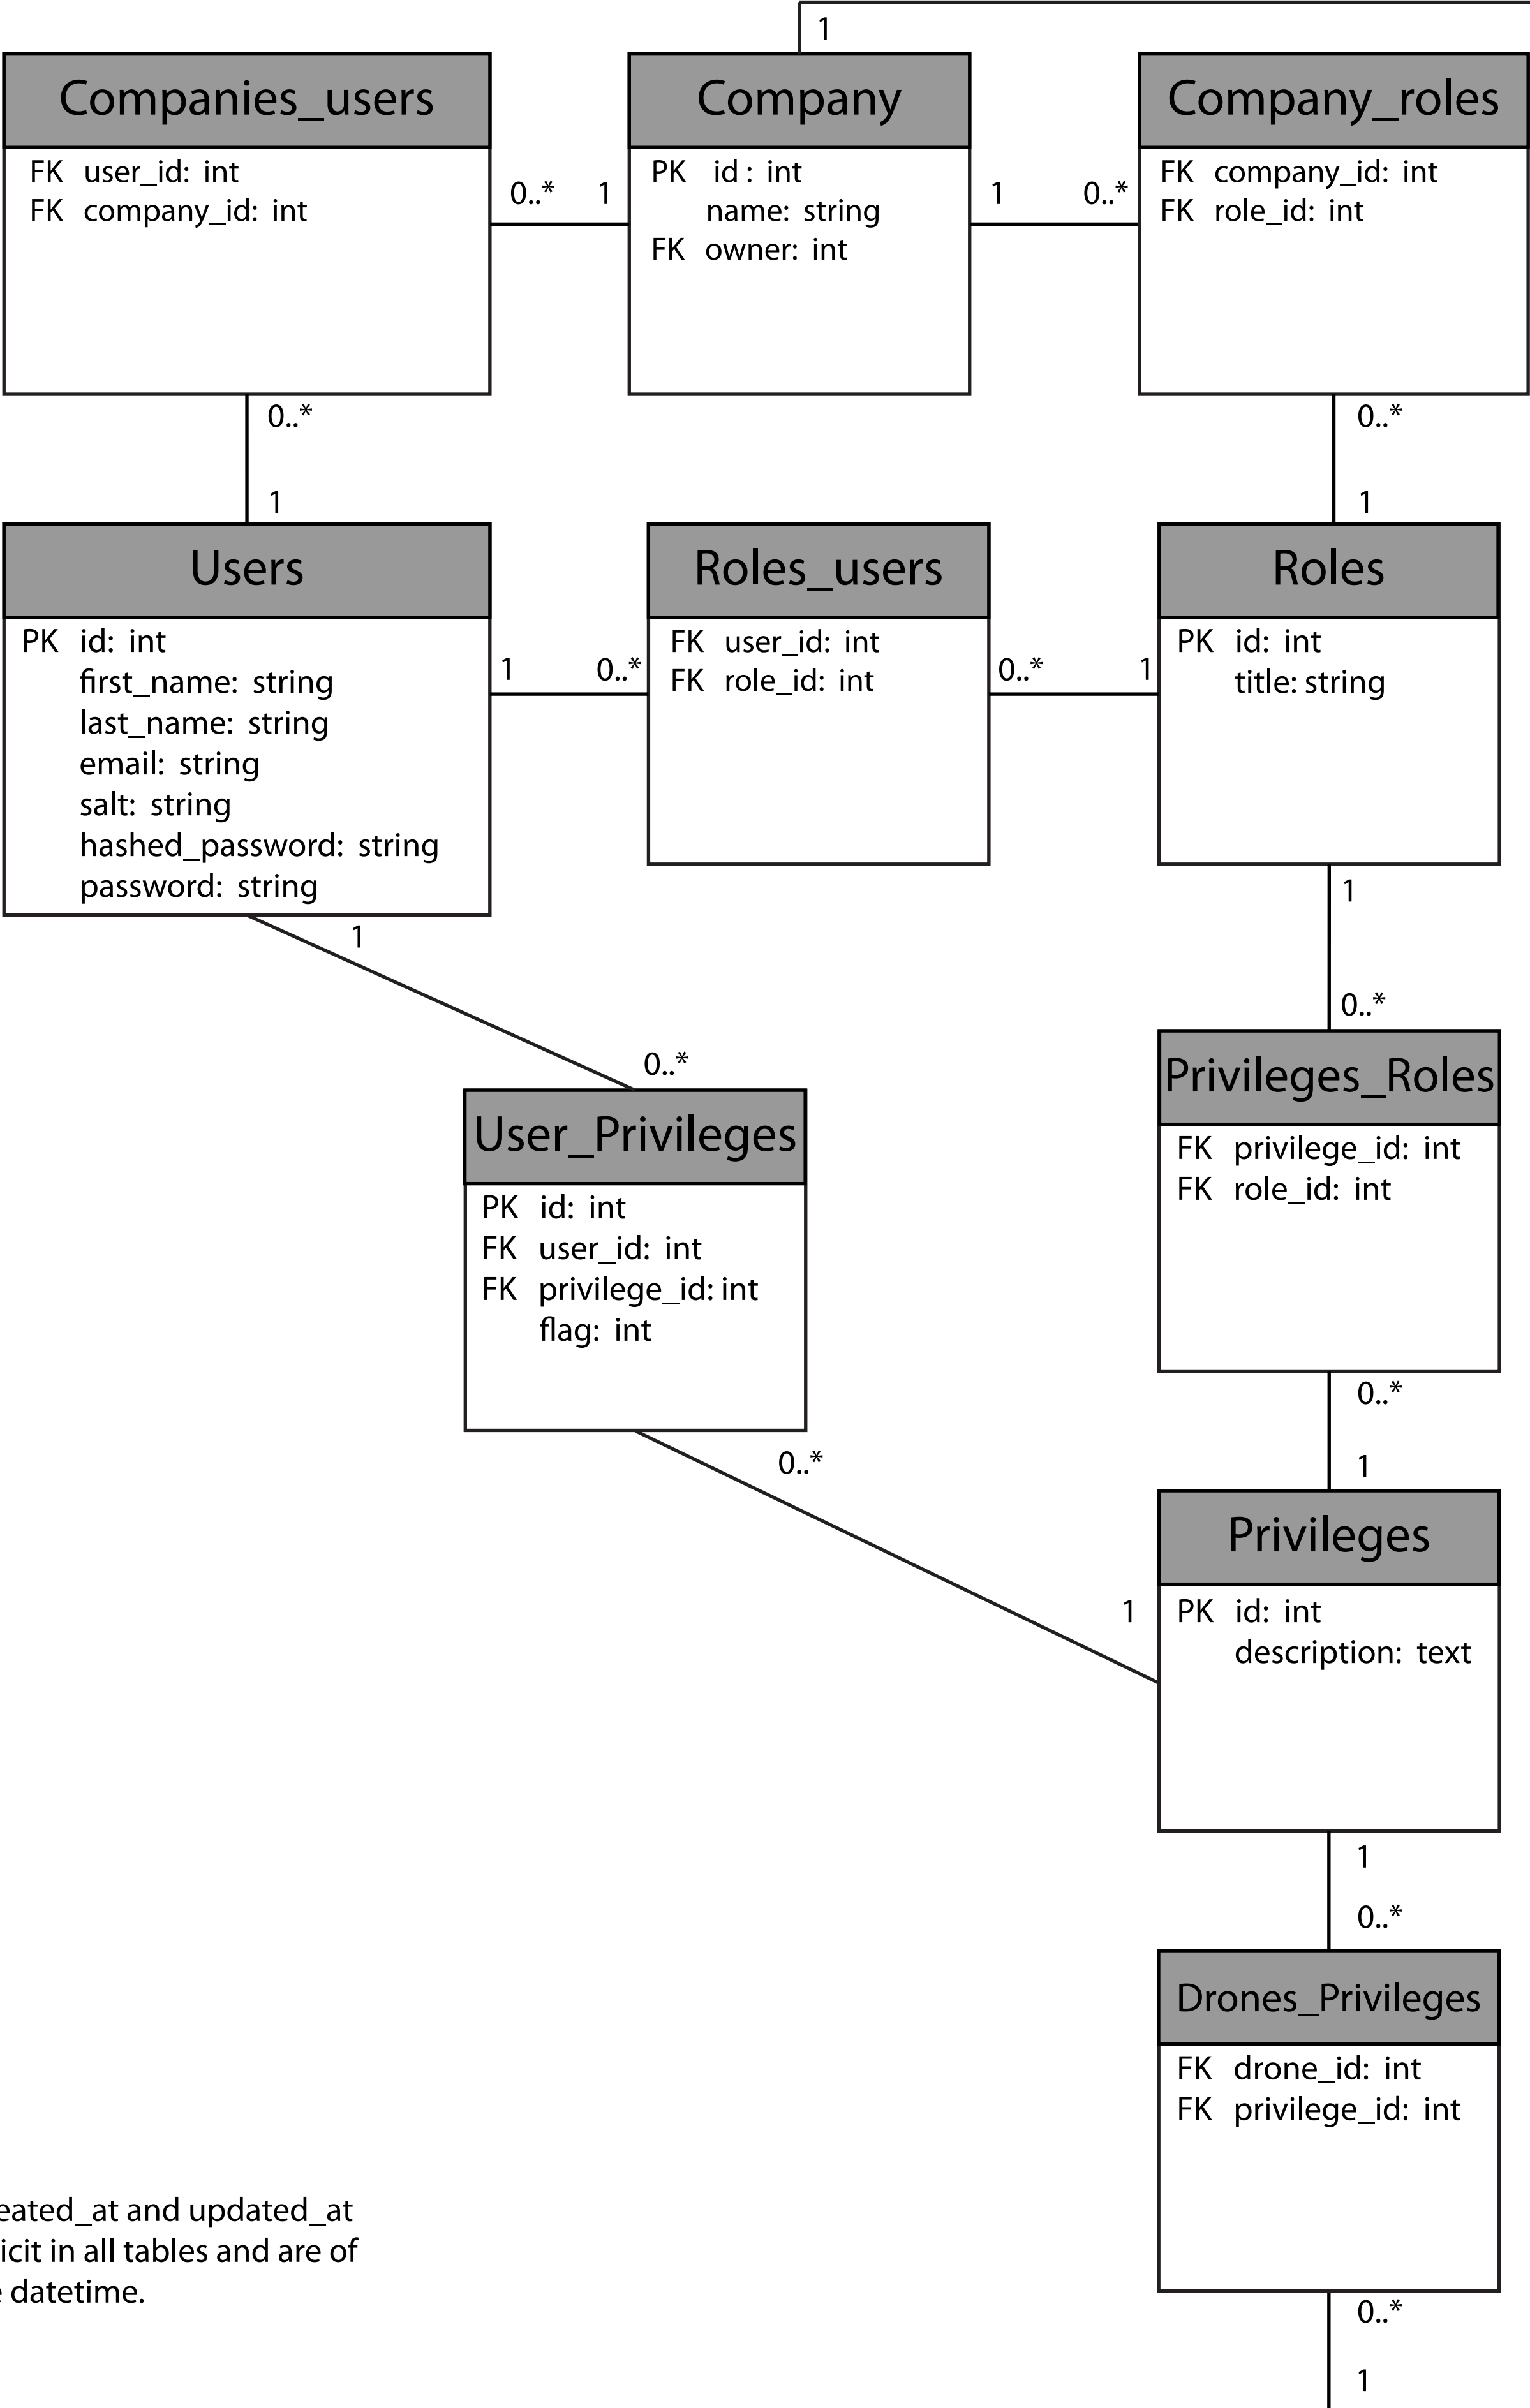 1
Companies_users
FK user_id: int
FK company_id: int
0..*
1
Company
PK id : int
name: string
FK owner: int
1
0..*
Company_roles
FK company_id: int
FK role_id: int
0..*
1
0..*
1
Users
PK id: int
first_name: string
last_name: string
email: string
salt: string
hashed_password: string
password: string
1
0..*
Roles_users
FK user_id: int
FK role_id: int
0..*
1
Roles
PK id: int
title: string
1
0..*
1
0..*
User_Privileges
PK id: int
FK user_id: int
FK privilege_id: int
flag: int
0..*
1
Privileges_Roles
FK privilege_id: int
FK role_id: int
0..*
1
Privileges
PK id: int
description: text
1
0..*
Drones_Privileges
FK drone_id: int
FK privilege_id: int
0..*
1
eated_at and updated_at
icit in all tables and are of
e datetime.